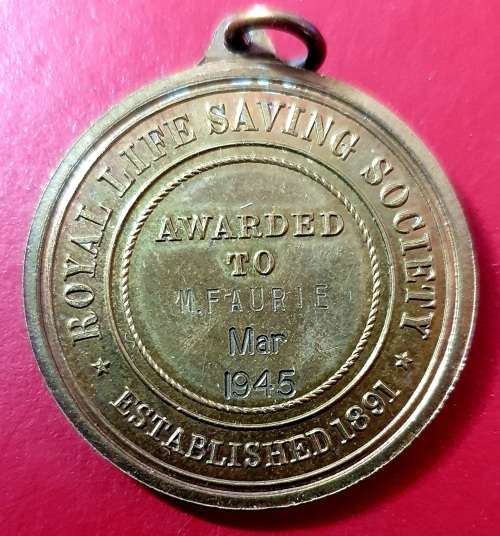 ROYAL LIFE SAVING SOCIETY
AWARDED
TO
M.FAURIE
Mar
1945
★ ESTABLISHED 1891 ★